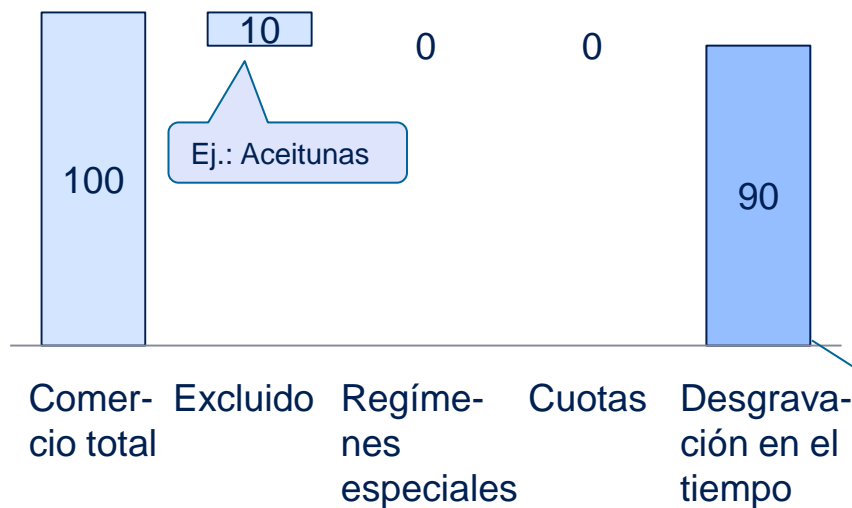 10
0
0
Ej.: Aceitunas
100
90
Comer-
cio total
Excluido
Regíme-
nes
especiales
Cuotas
Desgrava-
ción en el
tiempo